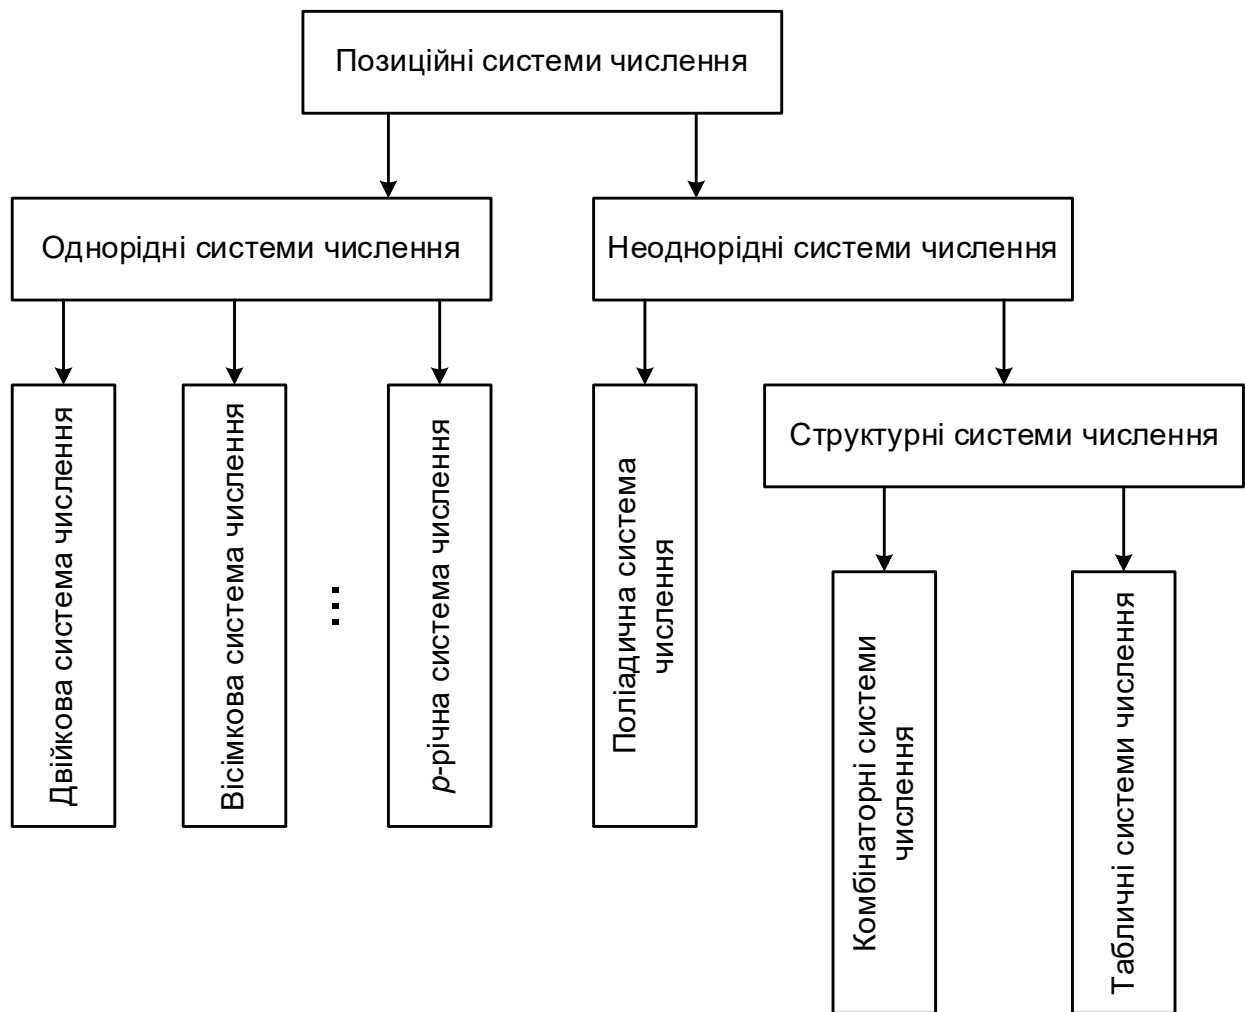 Позиційні системи числення
Однорідні системи числення
Неоднорідні системи числення
Двійкова система числення
Вісімкова система числення
...
p-річна система числення
Поліадична система
числення
Структурні системи числення
Комбінаторні системи
числення
Табличні системи числення